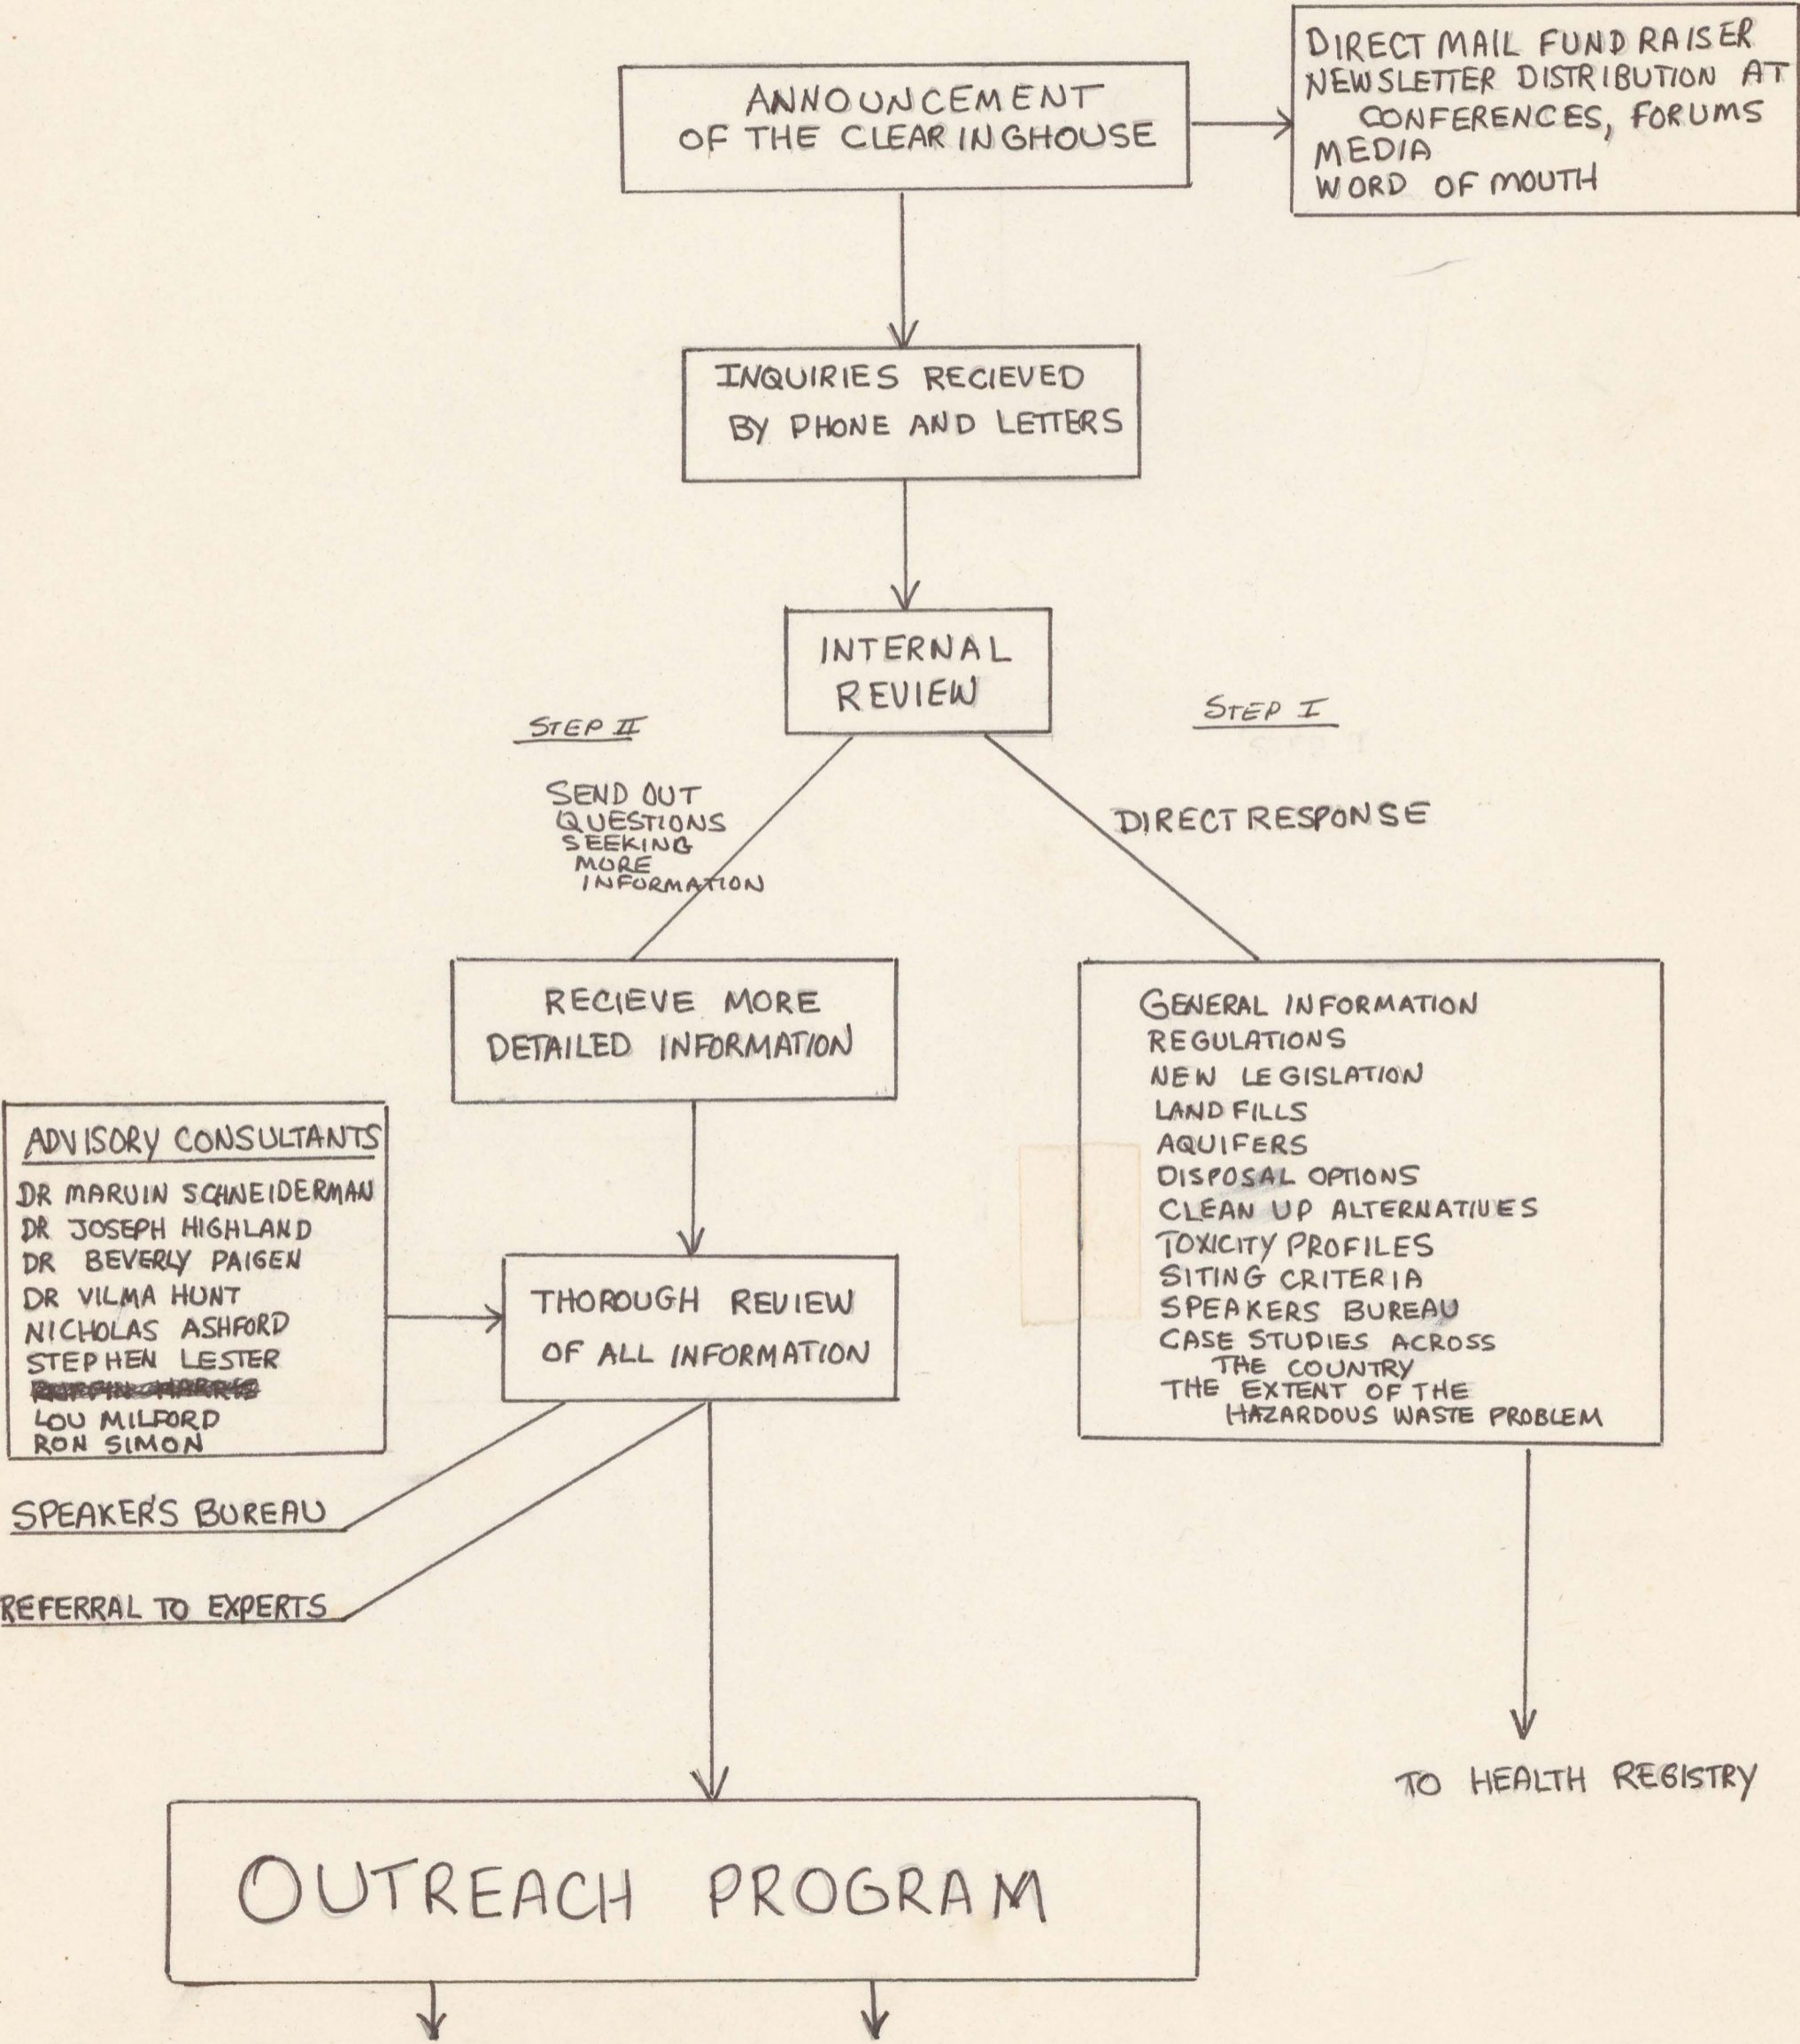 DIRECT MAIL FUND RAISER
NEWSLETTER DISTRIBUTION AT
CONFERENCES, FORUMS
MEDIA
WORD OF MOUTH
ANNOUNCEMENT
OF THE CLEARINGHOUSE
INQUIRIES RECIEVED
BY PHONE AND LETTERS
INTERNAL
REVIEW
STEP II
STEP I
SEND OUT
QUESTIONS
SEEKING
MORE
INFORMATION
DIRECT RESPONSE
RECIEVE MORE
DETAILED INFORMATION
GENERAL INFORMATION
REGULATIONS
NEW LEGISLATION
LANDFILLS
AQUIFERS
DISPOSAL OPTIONS
CLEAN UP ALTERNATIVES
TOXICITY PROFILES
SITING CRITERIA
SPEAKERS BUREAU
CASE STUDIES ACROSS
THE COUNTRY
THE EXTENT OF THE
HAZARDOUS WASTE PROBLEM
ADVISORY CONSULTANTS
DR MARVIN SCHNEIDERMAN
DR JOSEPH HIGHLAND
DR BEVERLY PAIGEN
DR VILMA HUNT
NICHOLAS ASHFORD
STEPHEN LESTER
LOU MILFORD
RON SIMON
THOROUGH REVIEW
OF ALL INFORMATION
SPEAKER'S BUREAU
REFERRAL TO EXPERTS
TO HEALTH REGISTRY
OUTREACH PROGRAM